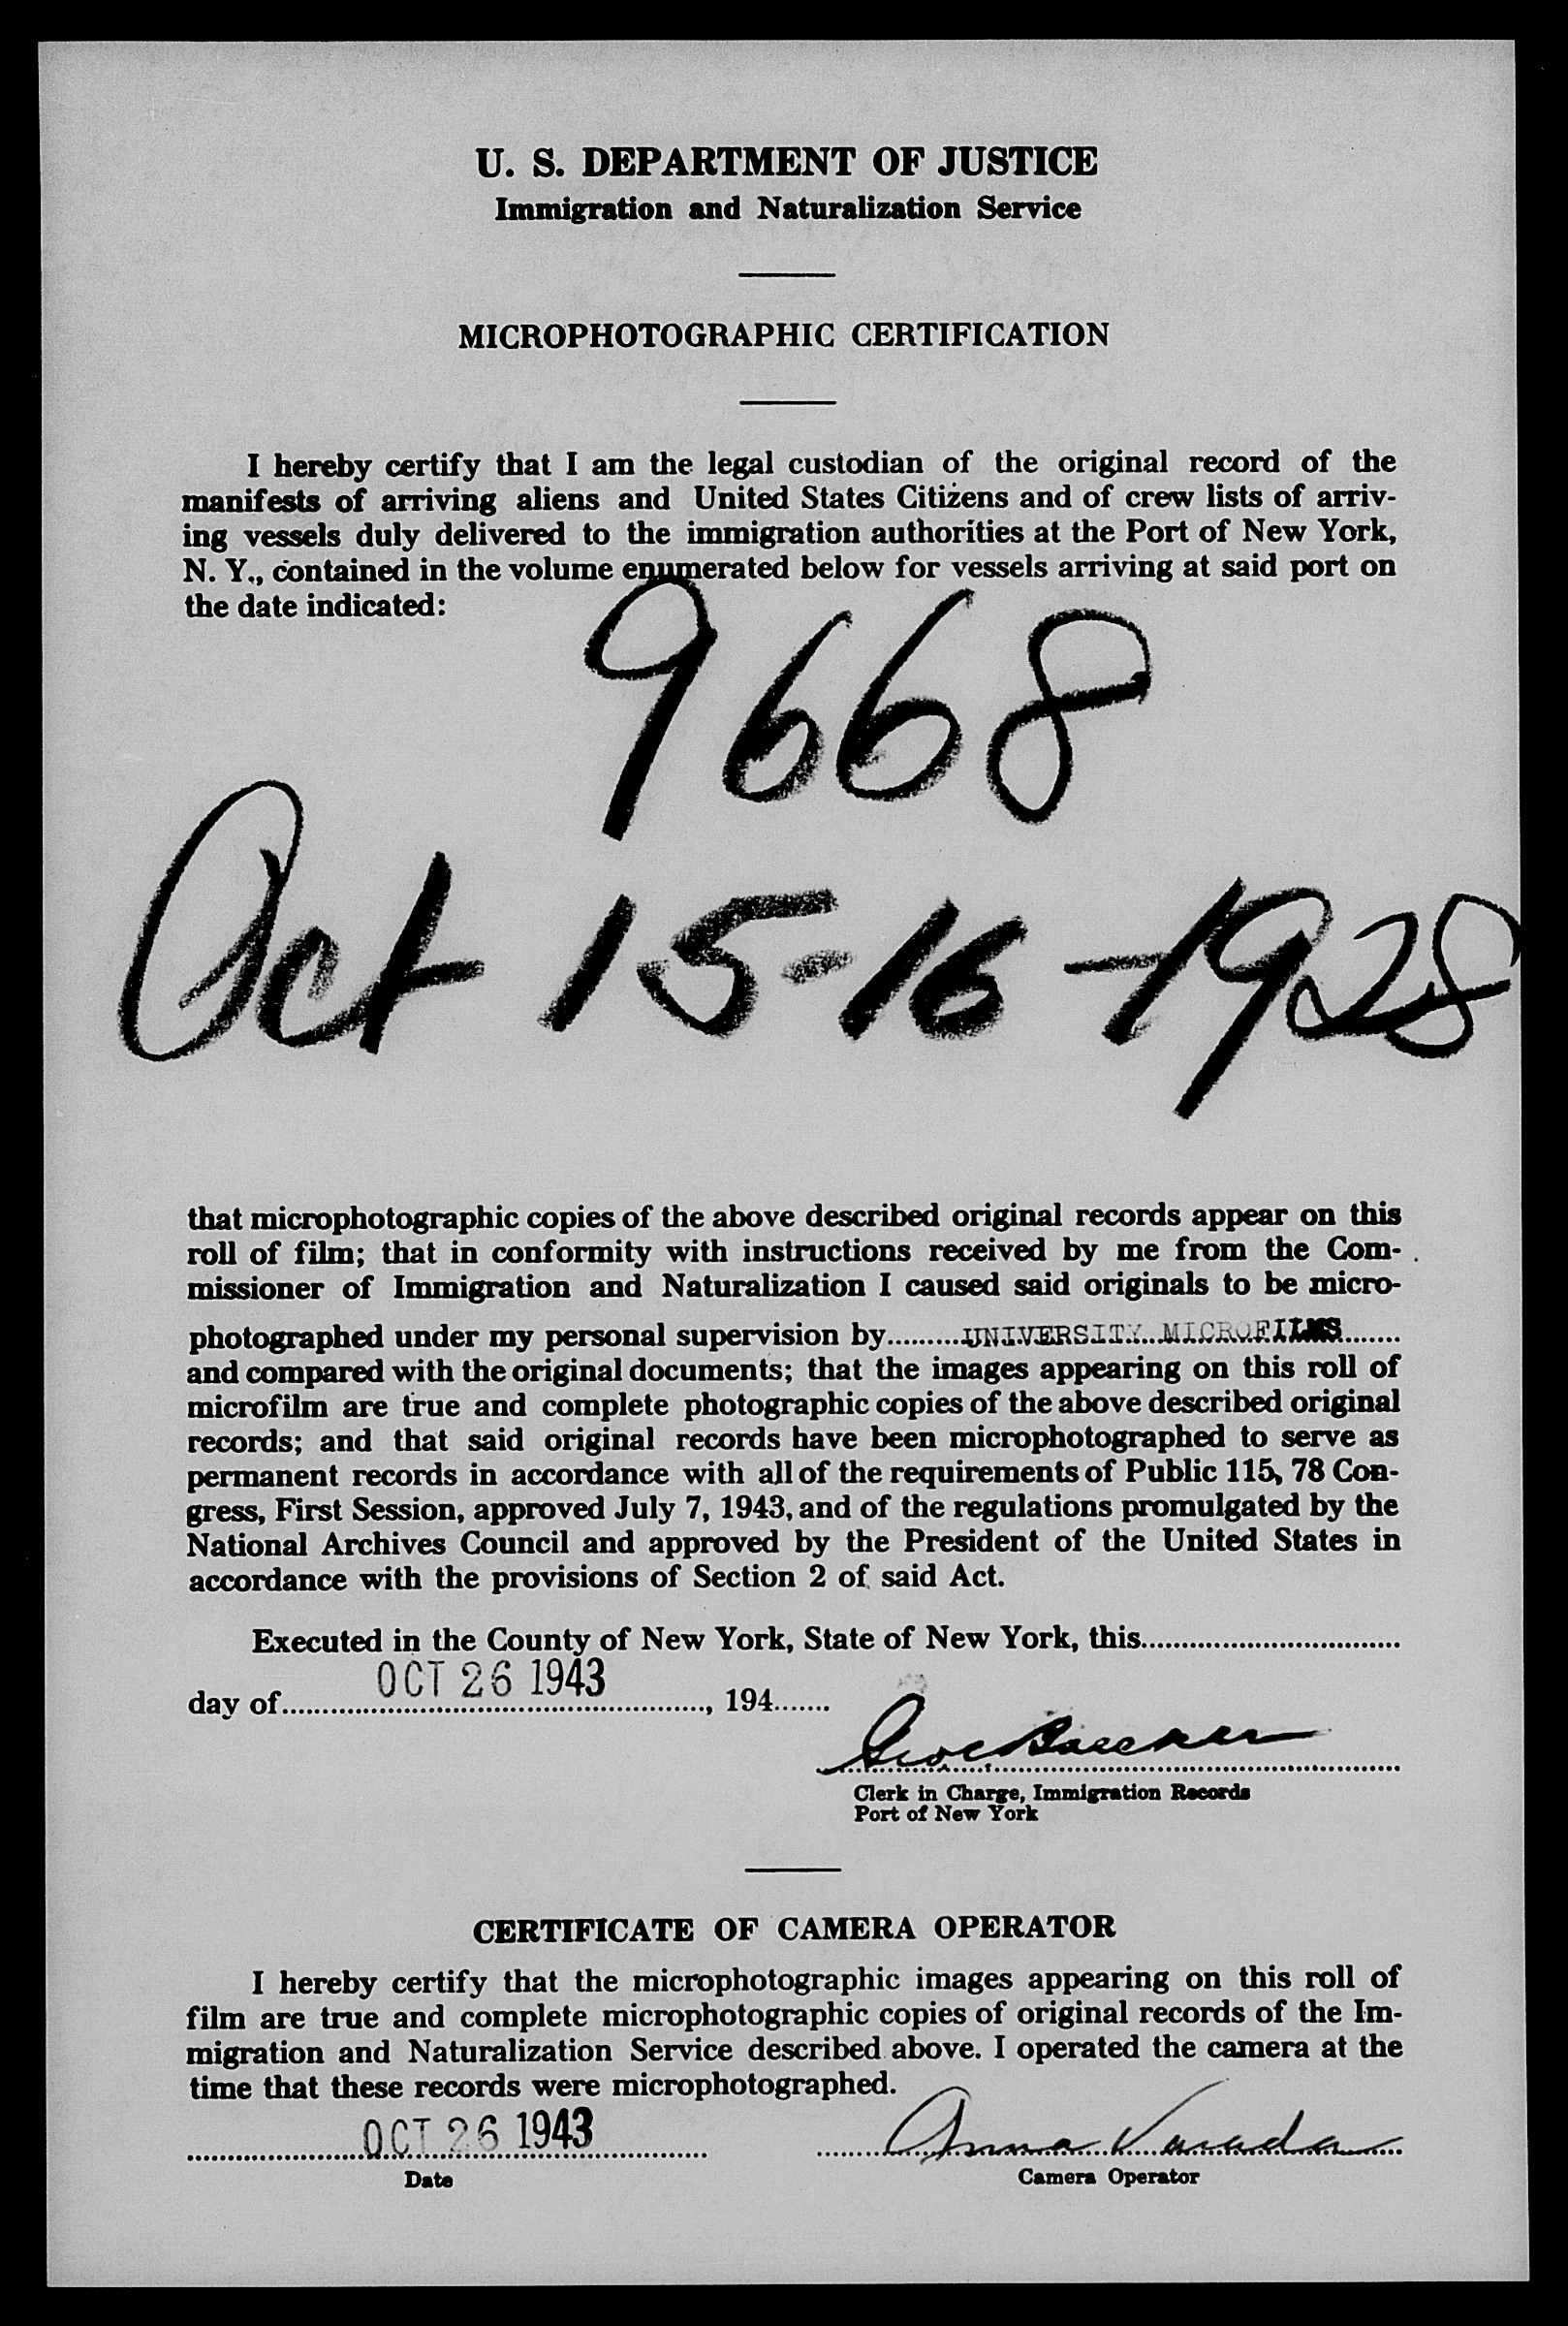 U. S. DEPARTMENT OF JUSTICE
Immigration and Naturalization Service
MICROPHOTOGRAPHIC CERTIFICATION
I hereby certify that I am the legal custodian of the original record of the
manifests of arriving aliens and United States Citizens and of crew lists of arriv-
ing vessels duly delivered to the immigration authorities at the Port of New York,
N. Y., contained in the volume enumerated below for vessels arriving at said port on
the date indicated:
9668
Oct 15-16-1928
that microphotographic copies of the above described original records appear on this
roll of film; that in conformity with instructions received by me from the Com-
missioner of Immigration and Naturalization I caused said originals to be micro-
photographed under my personal supervision by.........UNIVERSITY MICROFILMS.......
and compared with the original documents; that the images appearing on this roll of
microfilm are true and complete photographic copies of the above described original
records; and that said original records have been microphotographed to serve as
permanent records in accordance with all of the requirements of Public 115, 78 Con-
gress, First Session, approved July 7, 1943, and of the regulations promulgated by the
National Archives Council and approved by the President of the United States in
accordance with the provisions of Section 2 of said Act.
Executed in the County of New York, State of New York, this................................
day of OCT 26 1943, 194.......
Clerk in Charge, Immigration Records
Port of New York
CERTIFICATE OF CAMERA OPERATOR
I hereby certify that the microphotographic images appearing on this roll of
film are true and complete microphotographic copies of original records of the Im-
migration and Naturalization Service described above. I operated the camera at the
time that these records were microphotographed.
OCT 26 1943 Anna
Date Camera Operator